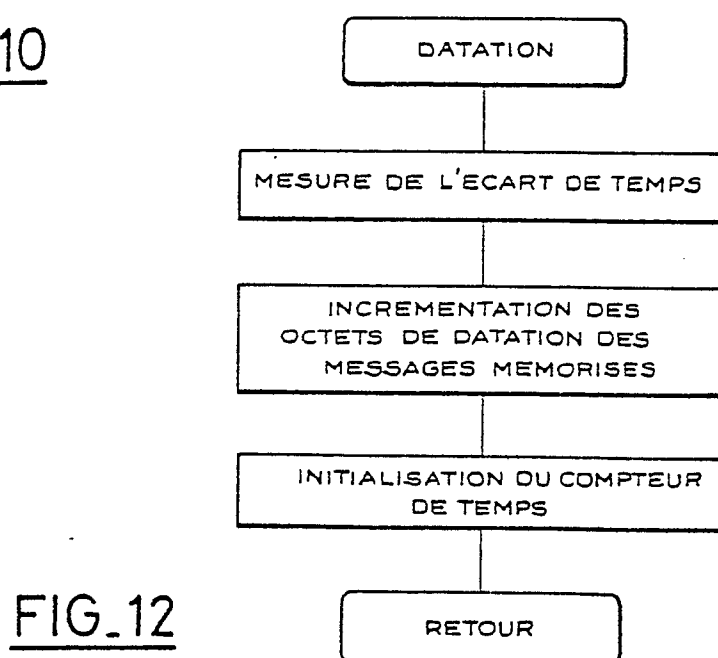 10
DATATION
MESURE DE L'ECART DE TEMPS
INCREMENTATION DES
OCTETS DE DATATION DES
MESSAGES MEMORISES
INITIALISATION DU COMPTEUR
DE TEMPS
FIG_12
RETOUR